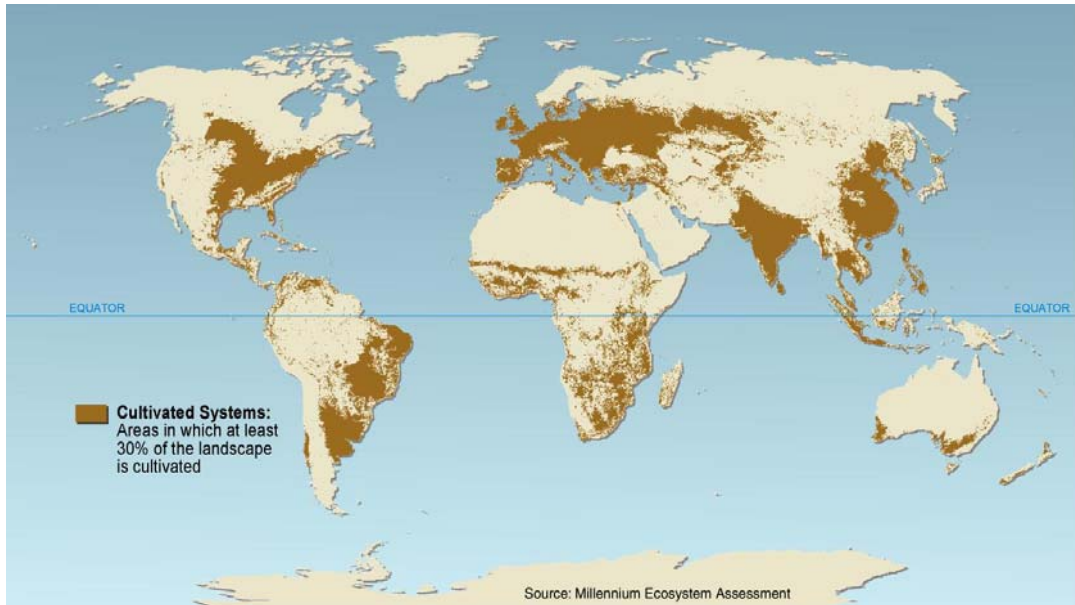 EQUATOR
EQUATOR
Cultivated Systems:
Areas in which at least
30% of the landscape
is cultivated
Source: Millennium Ecosystem Assessment